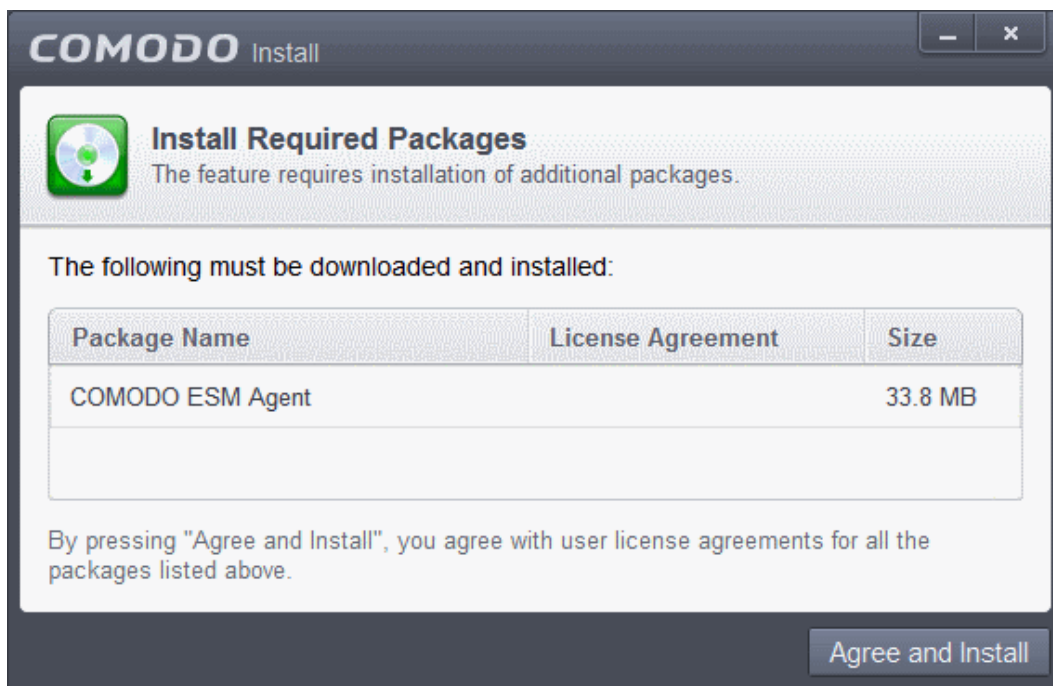 COMODO Install
Install Required Packages
The feature requires installation of additional packages.
The following must be downloaded and installed:
Package Name License Agreement Size
COMODO ESM Agent 33.8 MB
By pressing "Agree and Install", you agree with user license agreements for all the
packages listed above.
Agree and Install